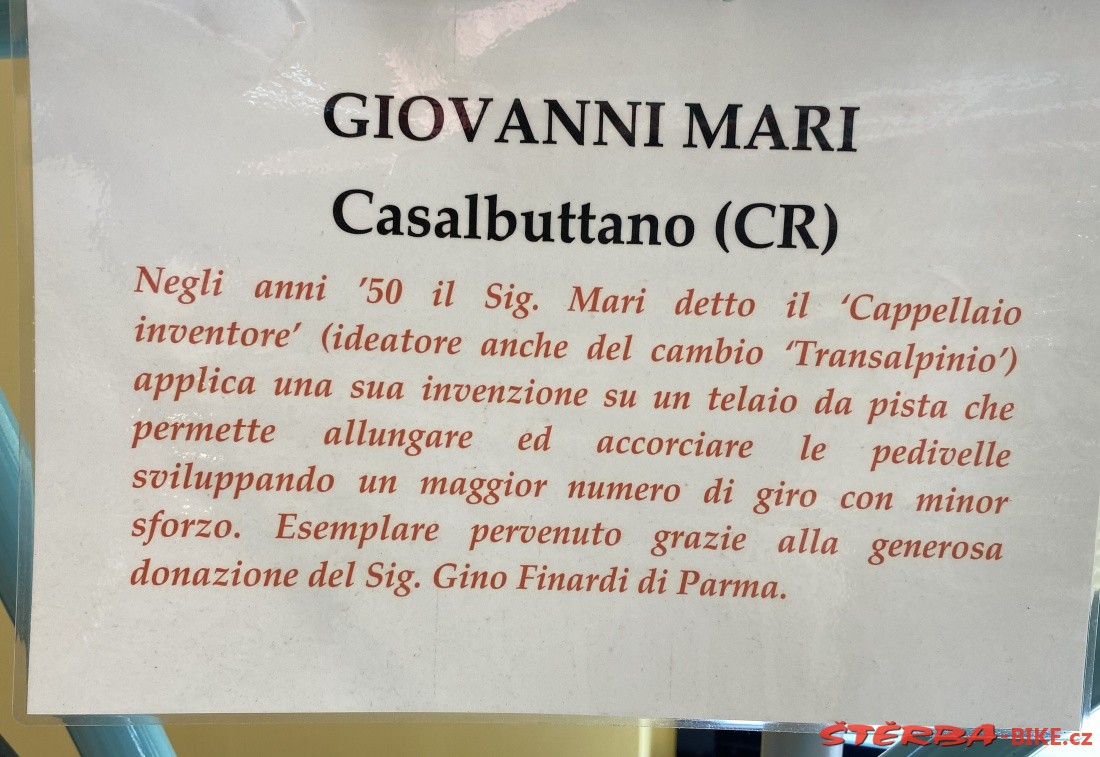 GIOVANNI MARI
Casalbuttano (CR)
Negli anni ’50 il Sig. Mari detto il ‘Cappellaio
inventore’ (ideatore anche del cambio ‘Transalpinio’)
applica una sua invenzione su un telaio da pista che
permette allungare ed accorciare le pedivelle
sviluppando un maggior numero di giro con minor
sforzo. Esemplare pervenuto grazie alla generosa
donazione del Sig. Gino Finardi di Parma.
ŠTĚRBA-BIKE.cz